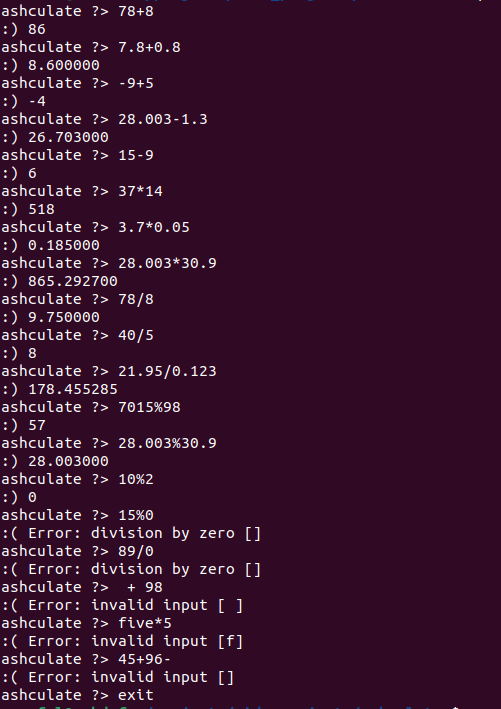 ashculate ?> 78+8
:) 86
ashculate ?> 7.8+0.8
:) 8.600000
ashculate ?> -9+5
:) -4
ashculate ?> 28.003-1.3
:) 26.703000
ashculate ?> 15-9
:) 6
ashculate ?> 37*14
:) 518
ashculate ?> 3.7*0.05
:) 0.185000
ashculate ?> 28.003*30.9
:) 865.292700
ashculate ?> 78/8
:) 9.750000
ashculate ?> 40/5
:) 8
ashculate ?> 21.95/0.123
:) 178.455285
ashculate ?> 7015%98
:) 57
ashculate ?> 28.003%30.9
:) 28.003000
ashculate ?> 10%2
:) 0
ashculate ?> 15%0
:( Error: division by zero []
ashculate ?> 89/0
:( Error: division by zero []
ashculate ?>  + 98
:( Error: invalid input [ ]
ashculate ?> five*5
:( Error: invalid input [f]
ashculate ?> 45+96-
:( Error: invalid input []
ashculate ?> exit